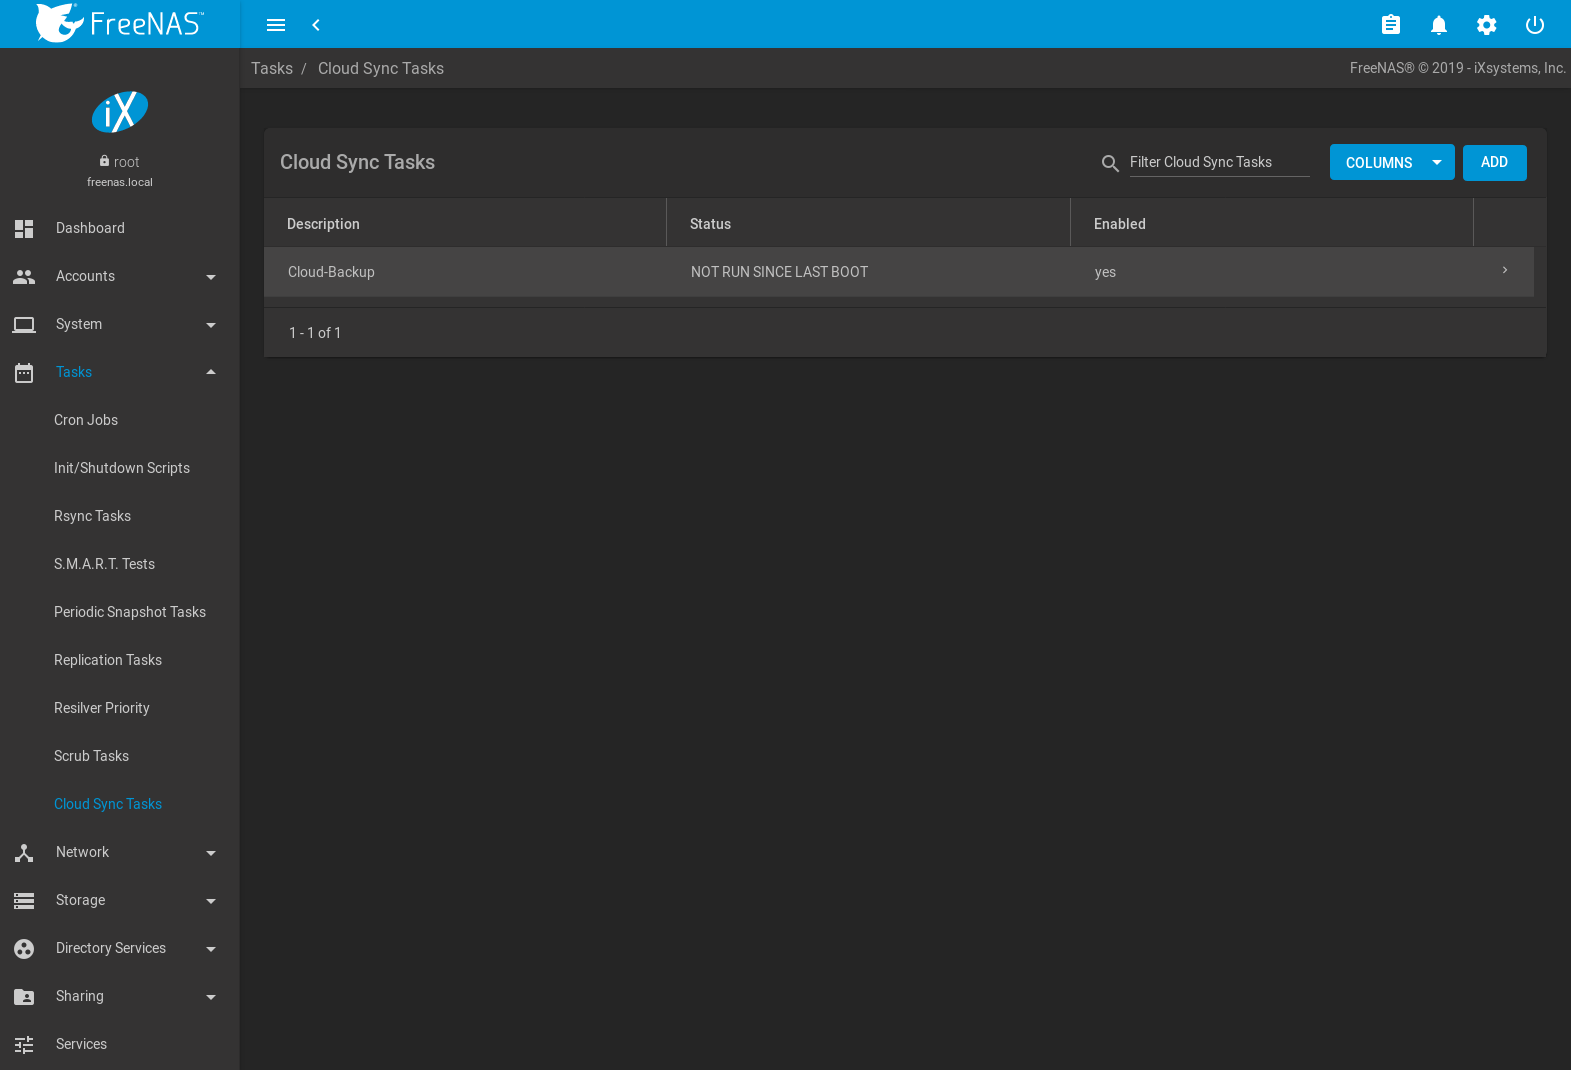 FreeNAS™
Tasks / Cloud Sync Tasks
FreeNAS® © 2019 - iXsystems, Inc.
iX
root
freenas.local
Dashboard
Accounts
System
Tasks
Cron Jobs
Init/Shutdown Scripts
Rsync Tasks
S.M.A.R.T. Tests
Periodic Snapshot Tasks
Replication Tasks
Resilver Priority
Scrub Tasks
Cloud Sync Tasks
Network
Storage
Directory Services
Sharing
Services
Cloud Sync Tasks
Filter Cloud Sync Tasks
COLUMNS
ADD
Description Status Enabled
Cloud-Backup NOT RUN SINCE LAST BOOT yes
1 - 1 of 1